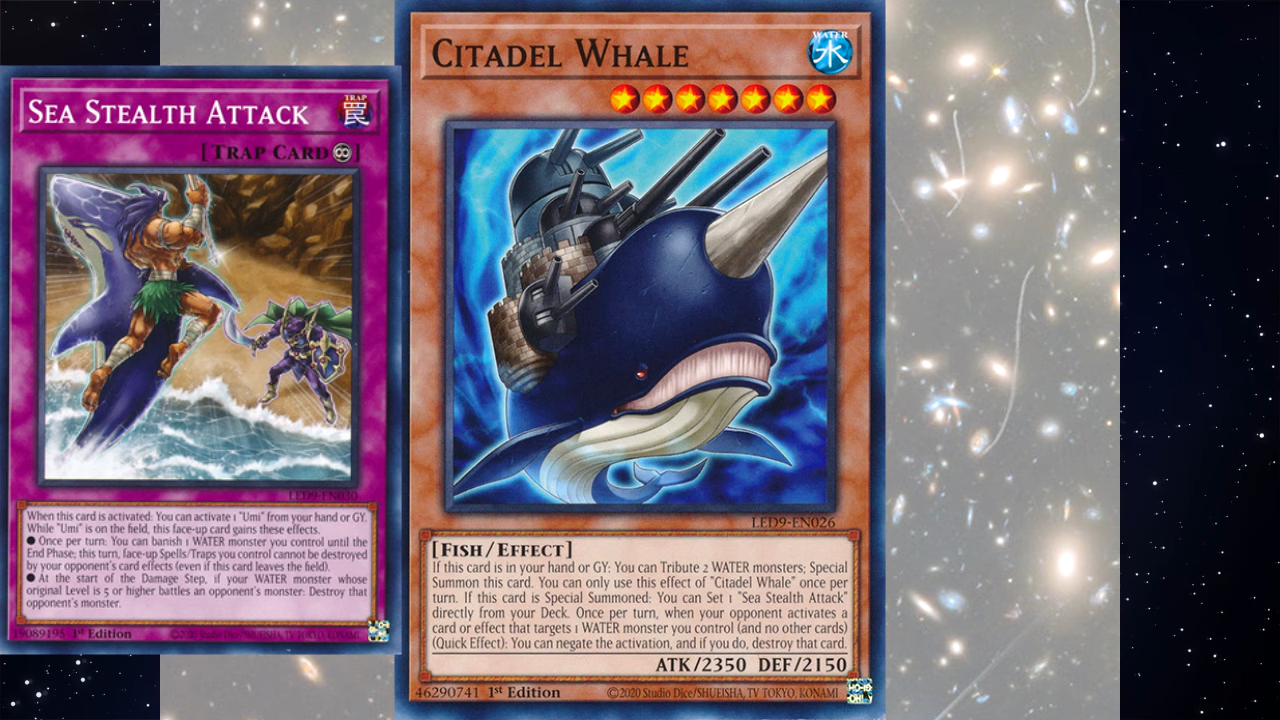 SEA STEALTH ATTACK
TRAP
罠
[TRAP CARD]
LED9-EN030
When this card is activated: You can activate 1 "Umi" from your hand or GY.
While "Umi" is on the field, this face-up card gains these effects.
● Once per turn: You can banish 1 WATER monster you control until the
End Phase; this turn, face-up Spells/Traps you control cannot be destroyed
by your opponent's card effects (even if this card leaves the field).
● At the start of the Damage Step, if your WATER monster whose
original Level is 5 or higher battles an opponent's monster: Destroy that
opponent's monster.
19089195 1st Edition ©2020 Studio Dice/SHUEISHA, TV TOKYO, KONAMI
CITADEL WHALE
WATER
水
LED9-EN026
[FISH/EFFECT]
If this card is in your hand or GY: You can Tribute 2 WATER monsters; Special
Summon this card. You can only use this effect of "Citadel Whale" once per
turn. If this card is Special Summoned: You can Set 1 "Sea Stealth Attack"
directly from your Deck. Once per turn, when your opponent activates a
card or effect that targets 1 WATER monster you control (and no other cards)
(Quick Effect): You can negate the activation, and if you do, destroy that card.
ATK/2350 DEF/2150
46290741 1st Edition ©2020 Studio Dice/SHUEISHA, TV TOKYO, KONAMI